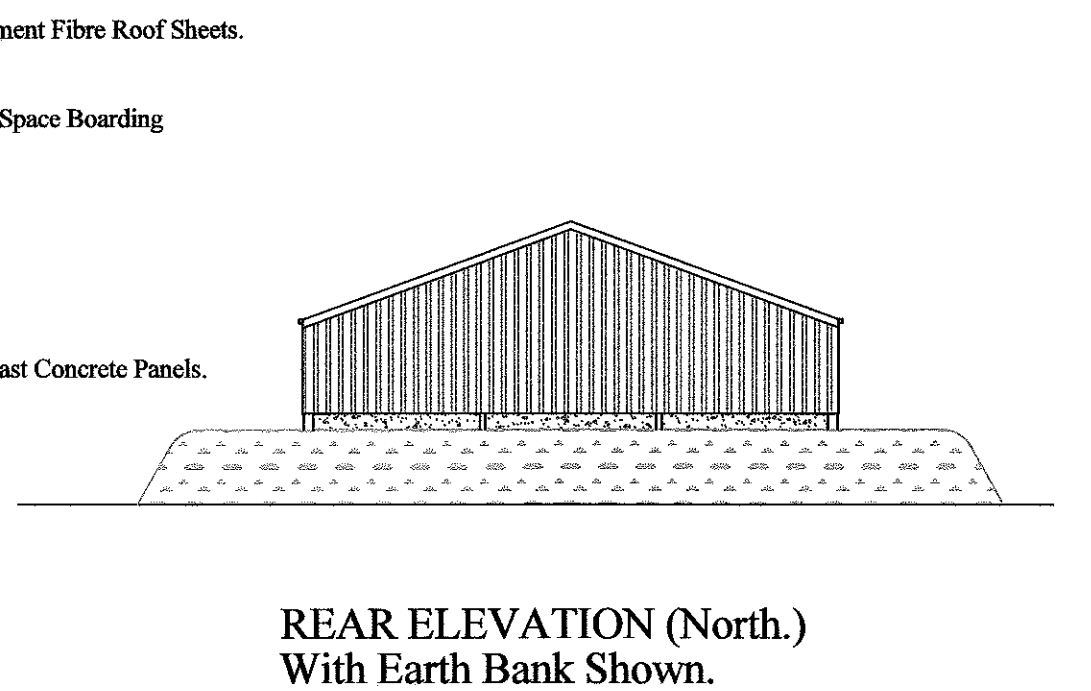 ment Fibre Roof Sheets.
Space Boarding
ast Concrete Panels.
REAR ELEVATION (North.)
With Earth Bank Shown.